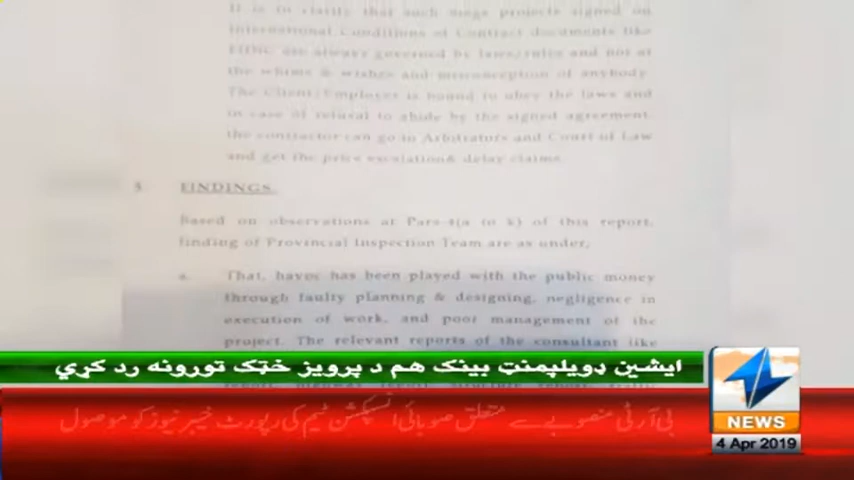 It is to clarify that such mega projects signed on
International Conditions of Contract documents like
FIDIC are always governed by laws/rules and not at
the whims & wishes and misconception of anybody.
The Client/Employer is bound to obey the laws and
in case of refusal to abide by the signed agreement,
the contractor can go in Arbitrators and Court of Law
and get the price escalation& delay claims.
5 FINDINGS.
Based on observations at Para-4(a to k) of this report,
finding of Provincial Inspection Team are as under,
a. That, havoc has been played with the public money
through faulty planning & designing, negligence in
execution of work, and poor management of the
project. The relevant reports of the consultant like
ایشین ډویلپمنټ بینک هم د پرویز خټک تورونه رد کړي
report, highway report, structure report, traffic
بی آر ٹی منصوبے سے متعلق صوبائی انسپکشن ٹیم کی رپورٹ خیبر نیوز کو موصول
NEWS
4 Apr 2019